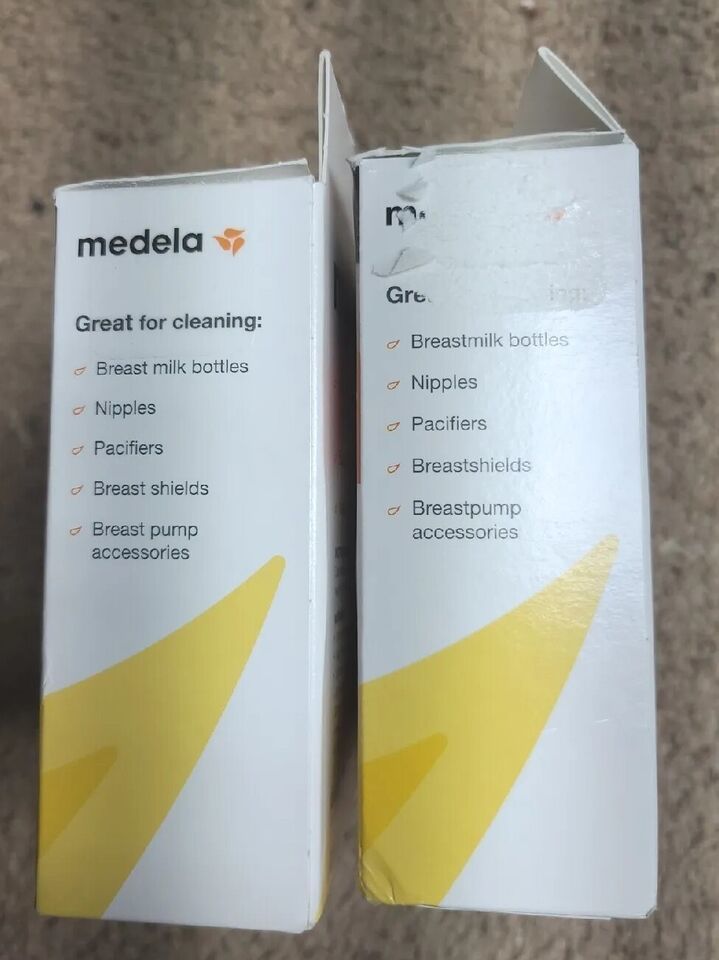 medela
Great for cleaning:
Breast milk bottles
Nipples
Pacifiers
Breast shields
Breast pump
accessories
Breastmilk bottles
Nipples
Pacifiers
Breastshields
Breastpump
accessories